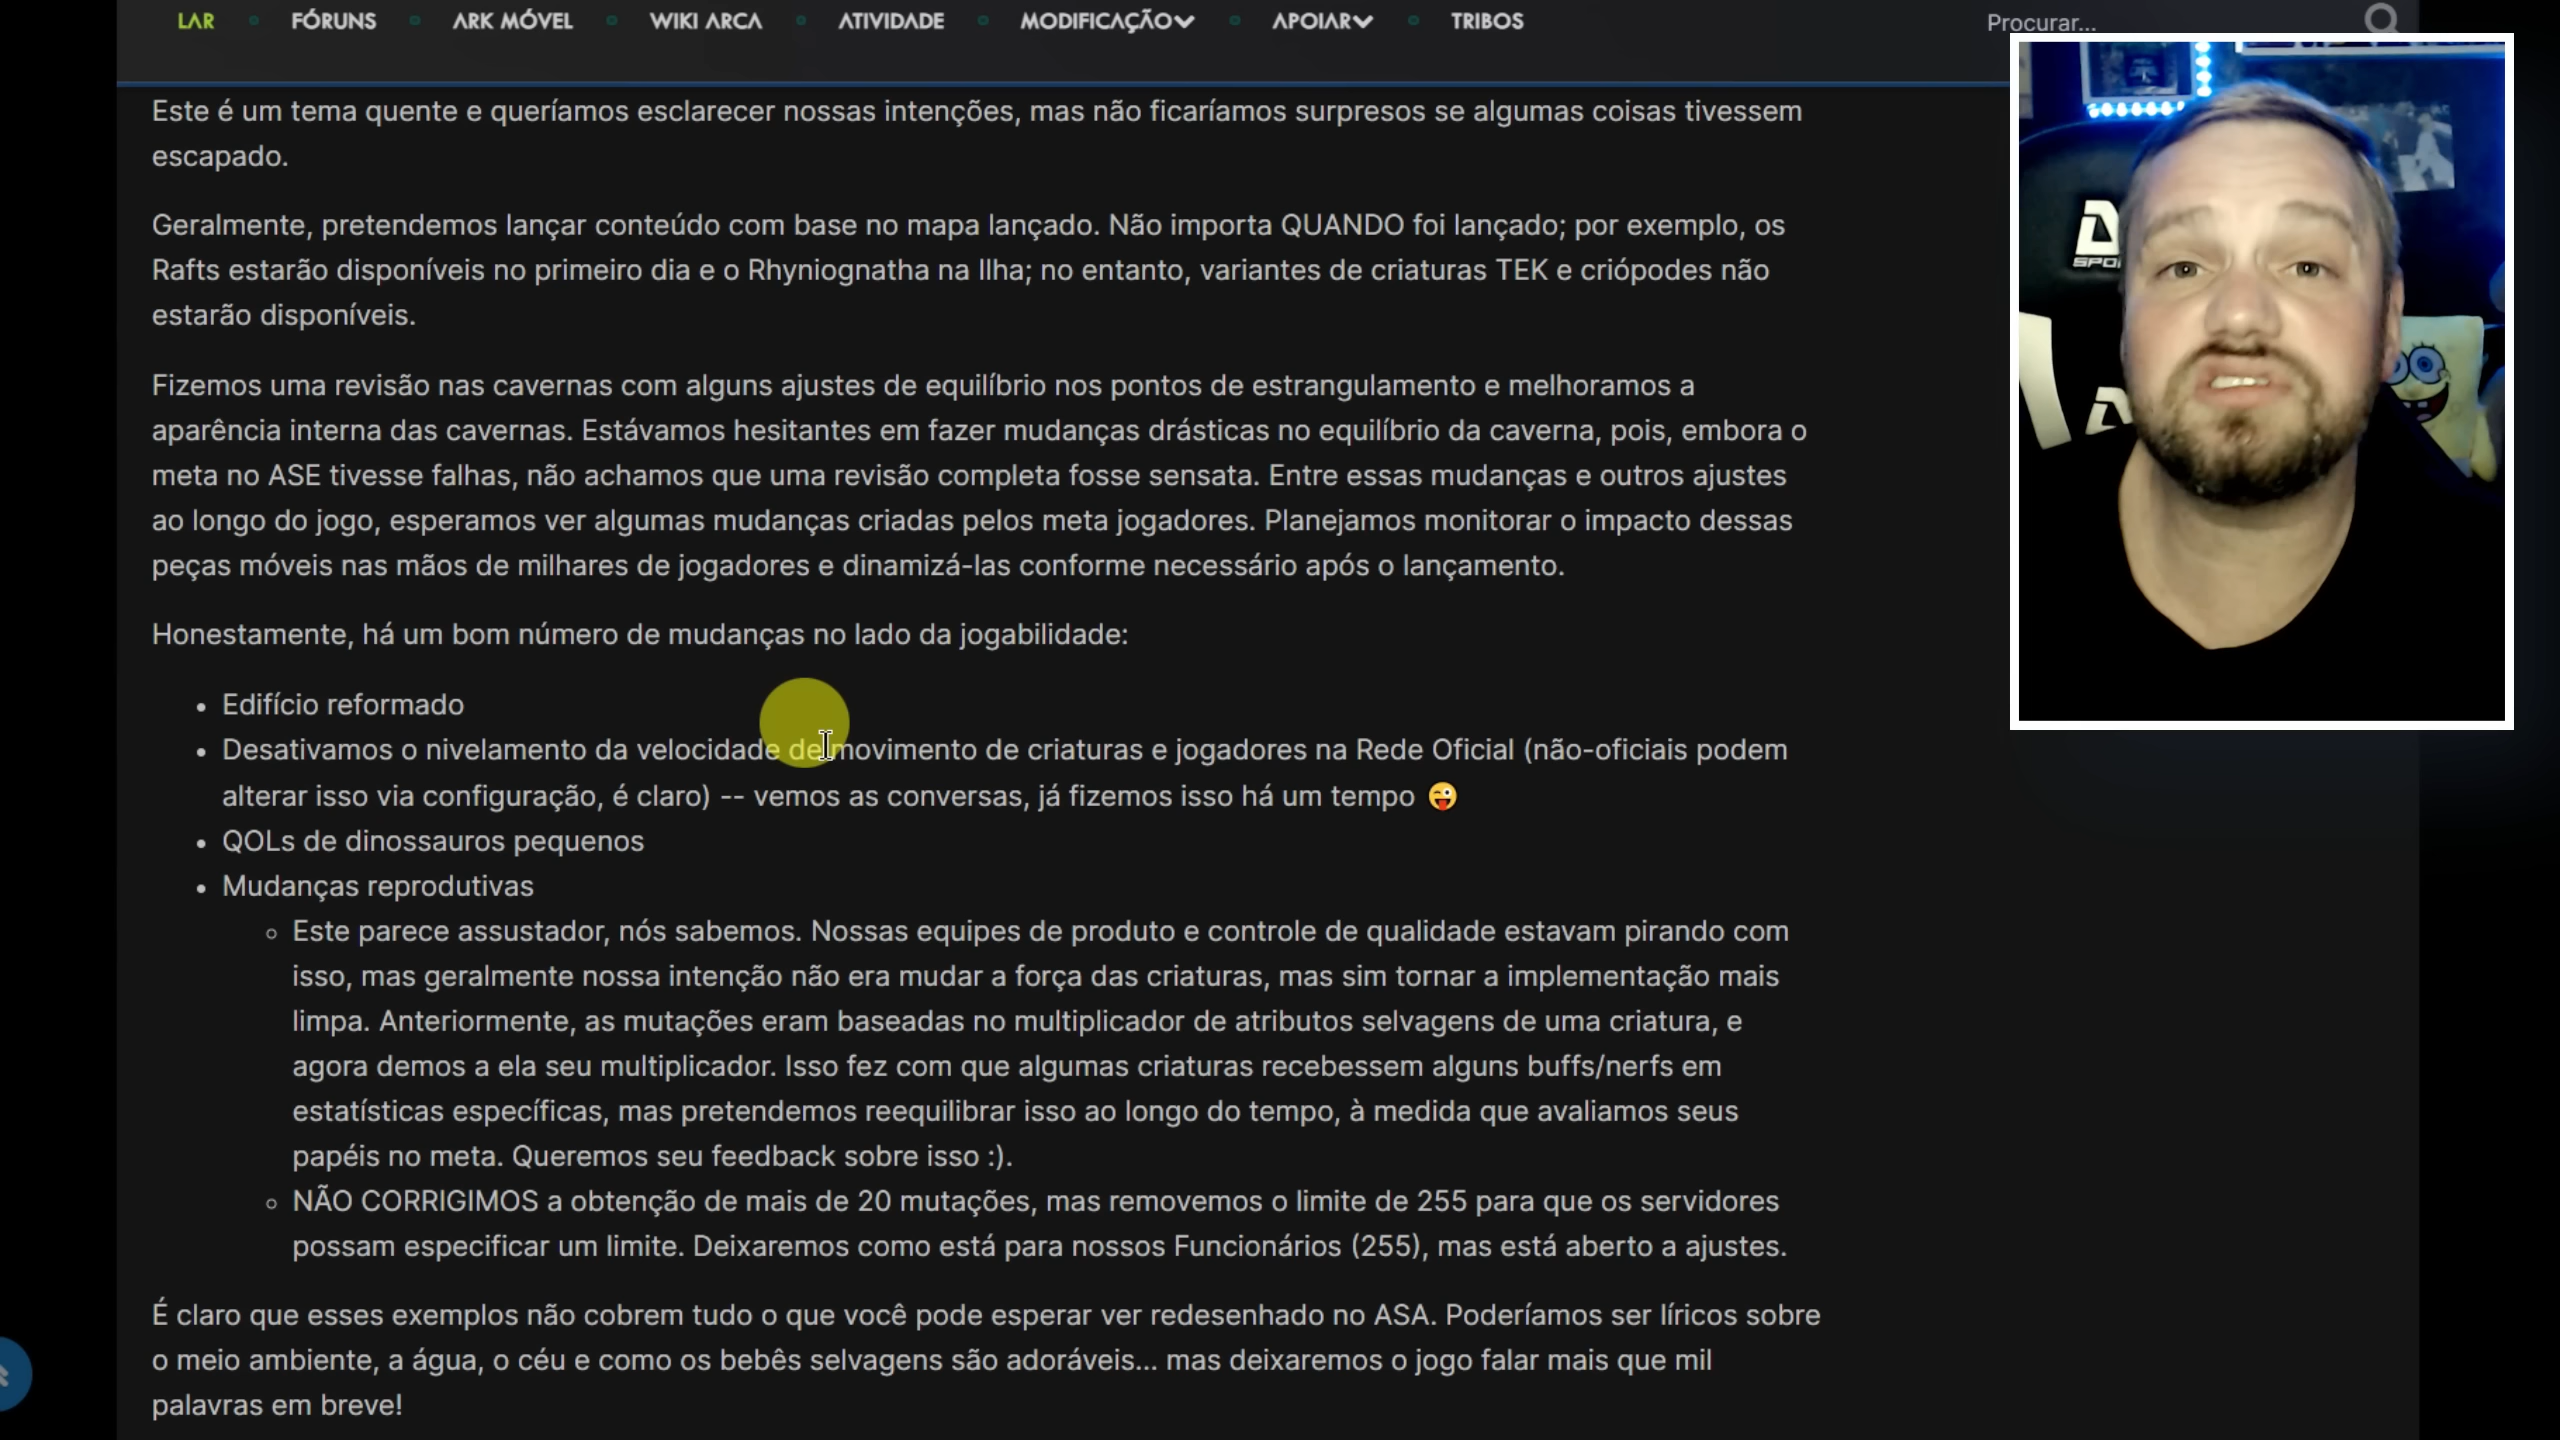 LAR FÓRUNS ARK MÓVEL WIKI ARCA ATIVIDADE MODIFICAÇÃO APOIAR TRIBOS Procurar...
Este é um tema quente e queríamos esclarecer nossas intenções, mas não ficaríamos surpresos se algumas coisas tivessem
escapado.
Geralmente, pretendemos lançar conteúdo com base no mapa lançado. Não importa QUANDO foi lançado; por exemplo, os
Rafts estarão disponíveis no primeiro dia e o Rhyniognatha na Ilha; no entanto, variantes de criaturas TEK e criópodes não
estarão disponíveis.
Fizemos uma revisão nas cavernas com alguns ajustes de equilíbrio nos pontos de estrangulamento e melhoramos a
aparência interna das cavernas. Estávamos hesitantes em fazer mudanças drásticas no equilíbrio da caverna, pois, embora o
meta no ASE tivesse falhas, não achamos que uma revisão completa fosse sensata. Entre essas mudanças e outros ajustes
ao longo do jogo, esperamos ver algumas mudanças criadas pelos meta jogadores. Planejamos monitorar o impacto dessas
peças móveis nas mãos de milhares de jogadores e dinamizá-las conforme necessário após o lançamento.
Honestamente, há um bom número de mudanças no lado da jogabilidade:
• Edifício reformado
• Desativamos o nivelamento da velocidade de movimento de criaturas e jogadores na Rede Oficial (não-oficiais podem
alterar isso via configuração, é claro) -- vemos as conversas, já fizemos isso há um tempo 😜
• QOLs de dinossauros pequenos
• Mudanças reprodutivas
◦ Este parece assustador, nós sabemos. Nossas equipes de produto e controle de qualidade estavam pirando com
isso, mas geralmente nossa intenção não era mudar a força das criaturas, mas sim tornar a implementação mais
limpa. Anteriormente, as mutações eram baseadas no multiplicador de atributos selvagens de uma criatura, e
agora demos a ela seu multiplicador. Isso fez com que algumas criaturas recebessem alguns buffs/nerfs em
estatísticas específicas, mas pretendemos reequilibrar isso ao longo do tempo, à medida que avaliamos seus
papéis no meta. Queremos seu feedback sobre isso :).
◦ NÃO CORRIGIMOS a obtenção de mais de 20 mutações, mas removemos o limite de 255 para que os servidores
possam especificar um limite. Deixaremos como está para nossos Funcionários (255), mas está aberto a ajustes.
É claro que esses exemplos não cobrem tudo o que você pode esperar ver redesenhado no ASA. Poderíamos ser líricos sobre
o meio ambiente, a água, o céu e como os bebês selvagens são adoráveis... mas deixaremos o jogo falar mais que mil
palavras em breve!